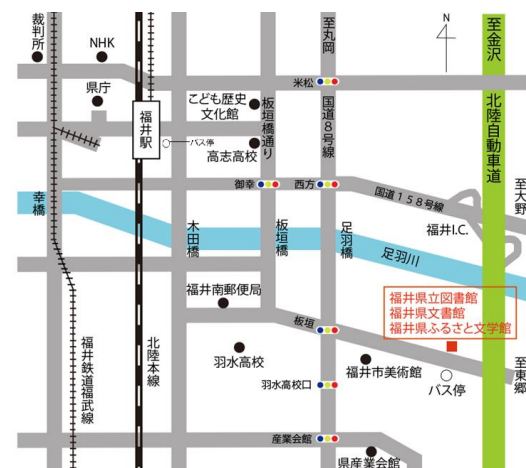 裁判所
NHK
県庁
福井駅
バス停
こども歴史
文化館
高志高校
板垣橋通り
至丸岡
国道8号線
米松
N
至金沢
北陸自動車道
御幸
西方
国道158号線
至大野
福井I.C.
幸橋
木田橋
板垣橋
足羽橋
足羽川
福井県立図書館
福井県文書館
福井県ふるさと文学館
福井南郵便局
板垣
福井鉄道福武線
北陸本線
羽水高校
福井市美術館
バス停
至東郷
羽水高校口
産業会館
県産業会館